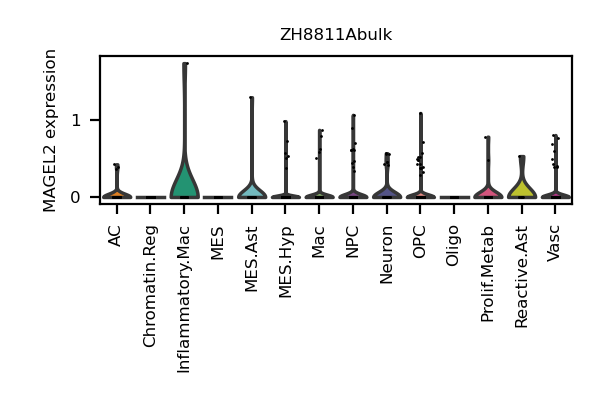 ZH8811Abulk
MAGEL2 expression
1
0
AC
Chromatin.Reg
Inflammatory.Mac
MES
MES.Ast
MES.Hyp
Mac
NPC
Neuron
OPC
Oligo
Prolif.Metab
Reactive.Ast
Vasc